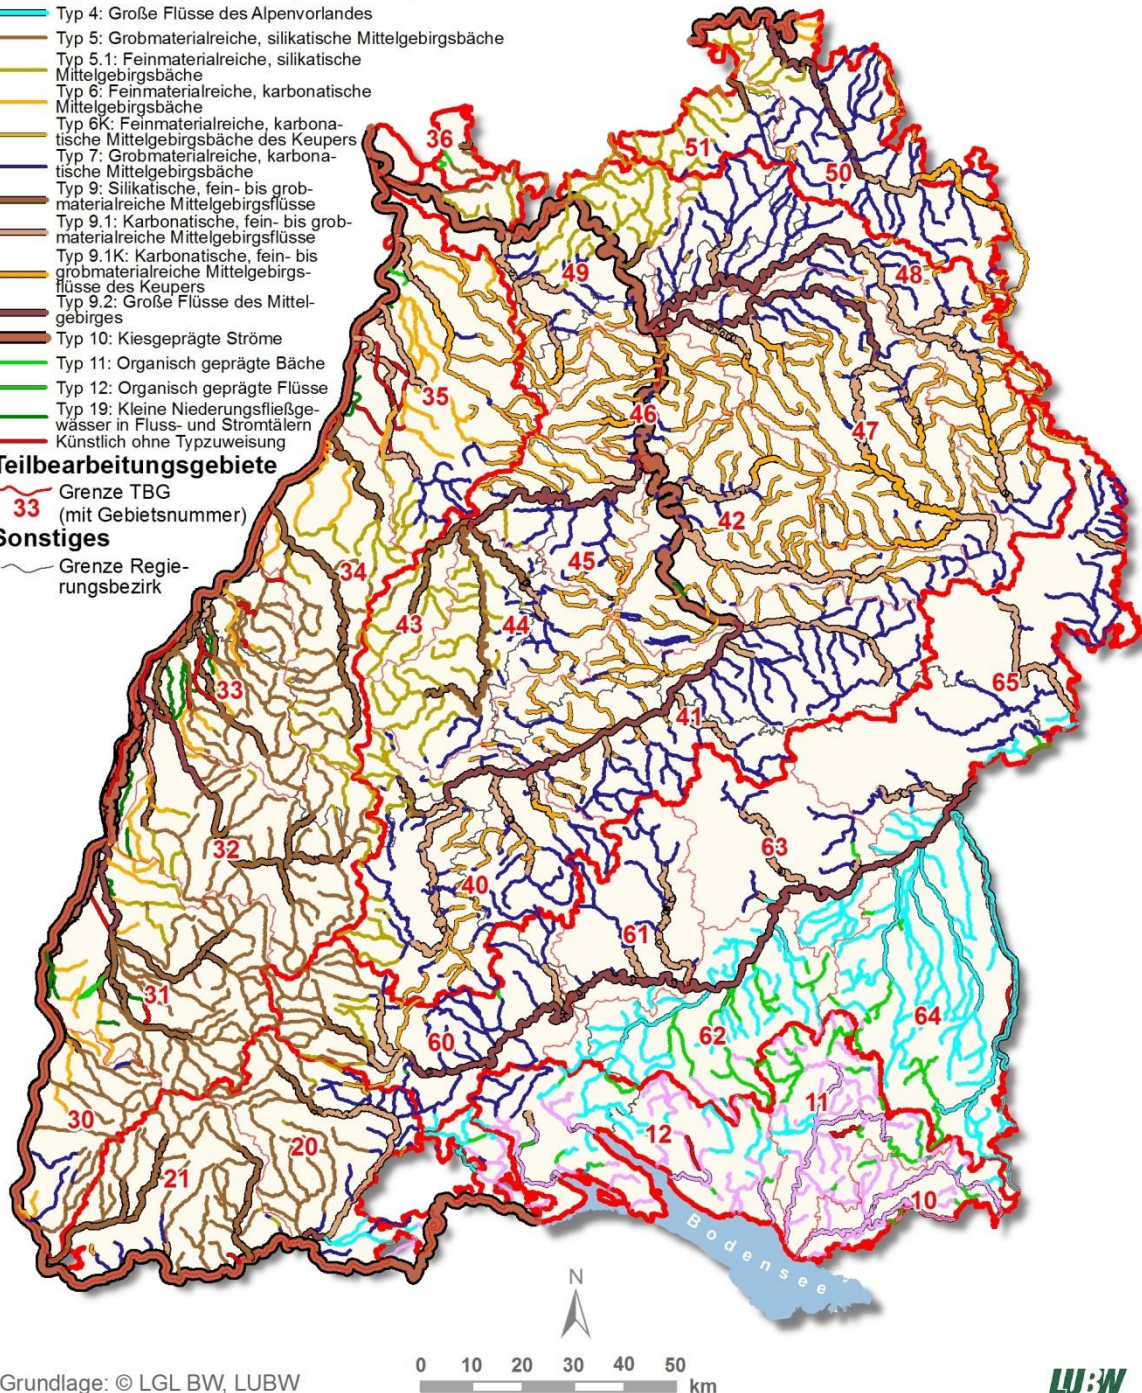 Typ 4: Große Flüsse des Alpenvorlandes
Typ 5: Grobmaterialreiche, silikatische Mittelgebirgsbäche
Typ 5.1: Feinmaterialreiche, silikatische
Mittelgebirgsbäche
Typ 6: Feinmaterialreiche, karbonatische
Mittelgebirgsbäche
Typ 6K: Feinmaterialreiche, karbona-
tische Mittelgebirgsbäche des Keupers
Typ 7: Grobmaterialreiche, karbona-
tische Mittelgebirgsbäche
Typ 9: Silikatische, fein- bis grob-
materialreiche Mittelgebirgsflüsse
Typ 9.1: Karbonatische, fein- bis grob-
materialreiche Mittelgebirgsflüsse
Typ 9.1K: Karbonatische, fein- bis
grobmaterialreiche Mittelgebirgs-
flüsse des Keupers
Typ 9.2: Große Flüsse des Mittel-
gebirges
Typ 10: Kiesgeprägte Ströme
Typ 11: Organisch geprägte Bäche
Typ 12: Organisch geprägte Flüsse
Typ 19: Kleine Niederungsfließge-
wässer in Fluss- und Stromtälern
Künstlich ohne Typzuweisung
Teilbearbeitungsgebiete
Grenze TBG
33 (mit Gebietsnummer)
Sonstiges
Grenze Regie-
rungsbezirk
36
51
50
49
48
35
46
47
42
34
45
43
44
33
65
41
32
63
40
61
31
60
62
64
30
11
20
12
21
10
Bodensee
N
0 10 20 30 40 50
km
Grundlage: © LGL BW, LUBW
LUBW